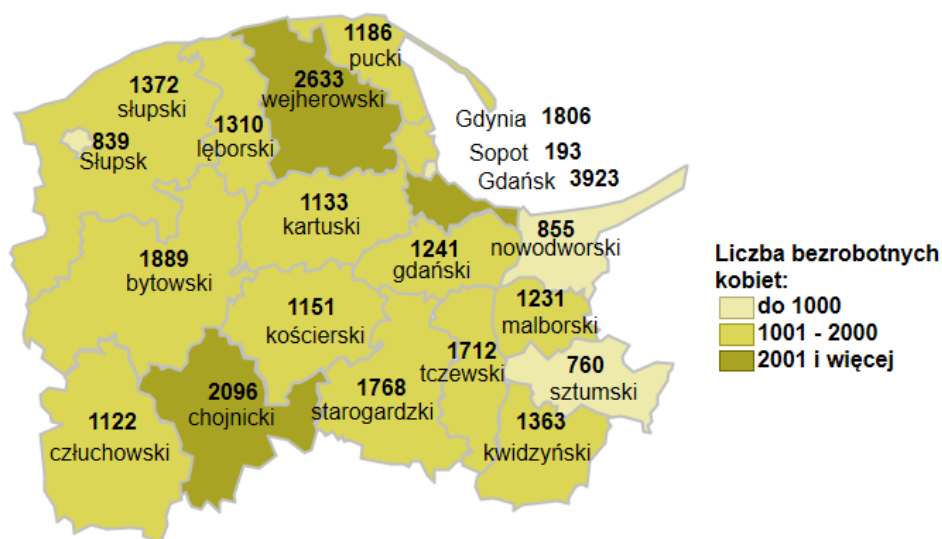 1186
pucki
2633
wejherowski
1372
słupski
839
Słupsk
1310
lęborski
Gdynia 1806
Sopot 193
Gdańsk 3923
1133
kartuski
855
nowodworski
1241
gdański
1889
bytowski
1151
kościerski
1231
malborski
1712
tczewski
760
sztumski
2096
chojnicki
1768
starogardzki
1122
człuchowski
1363
kwidzyński
Liczba bezrobotnych
kobiet:
do 1000
1001 - 2000
2001 i więcej